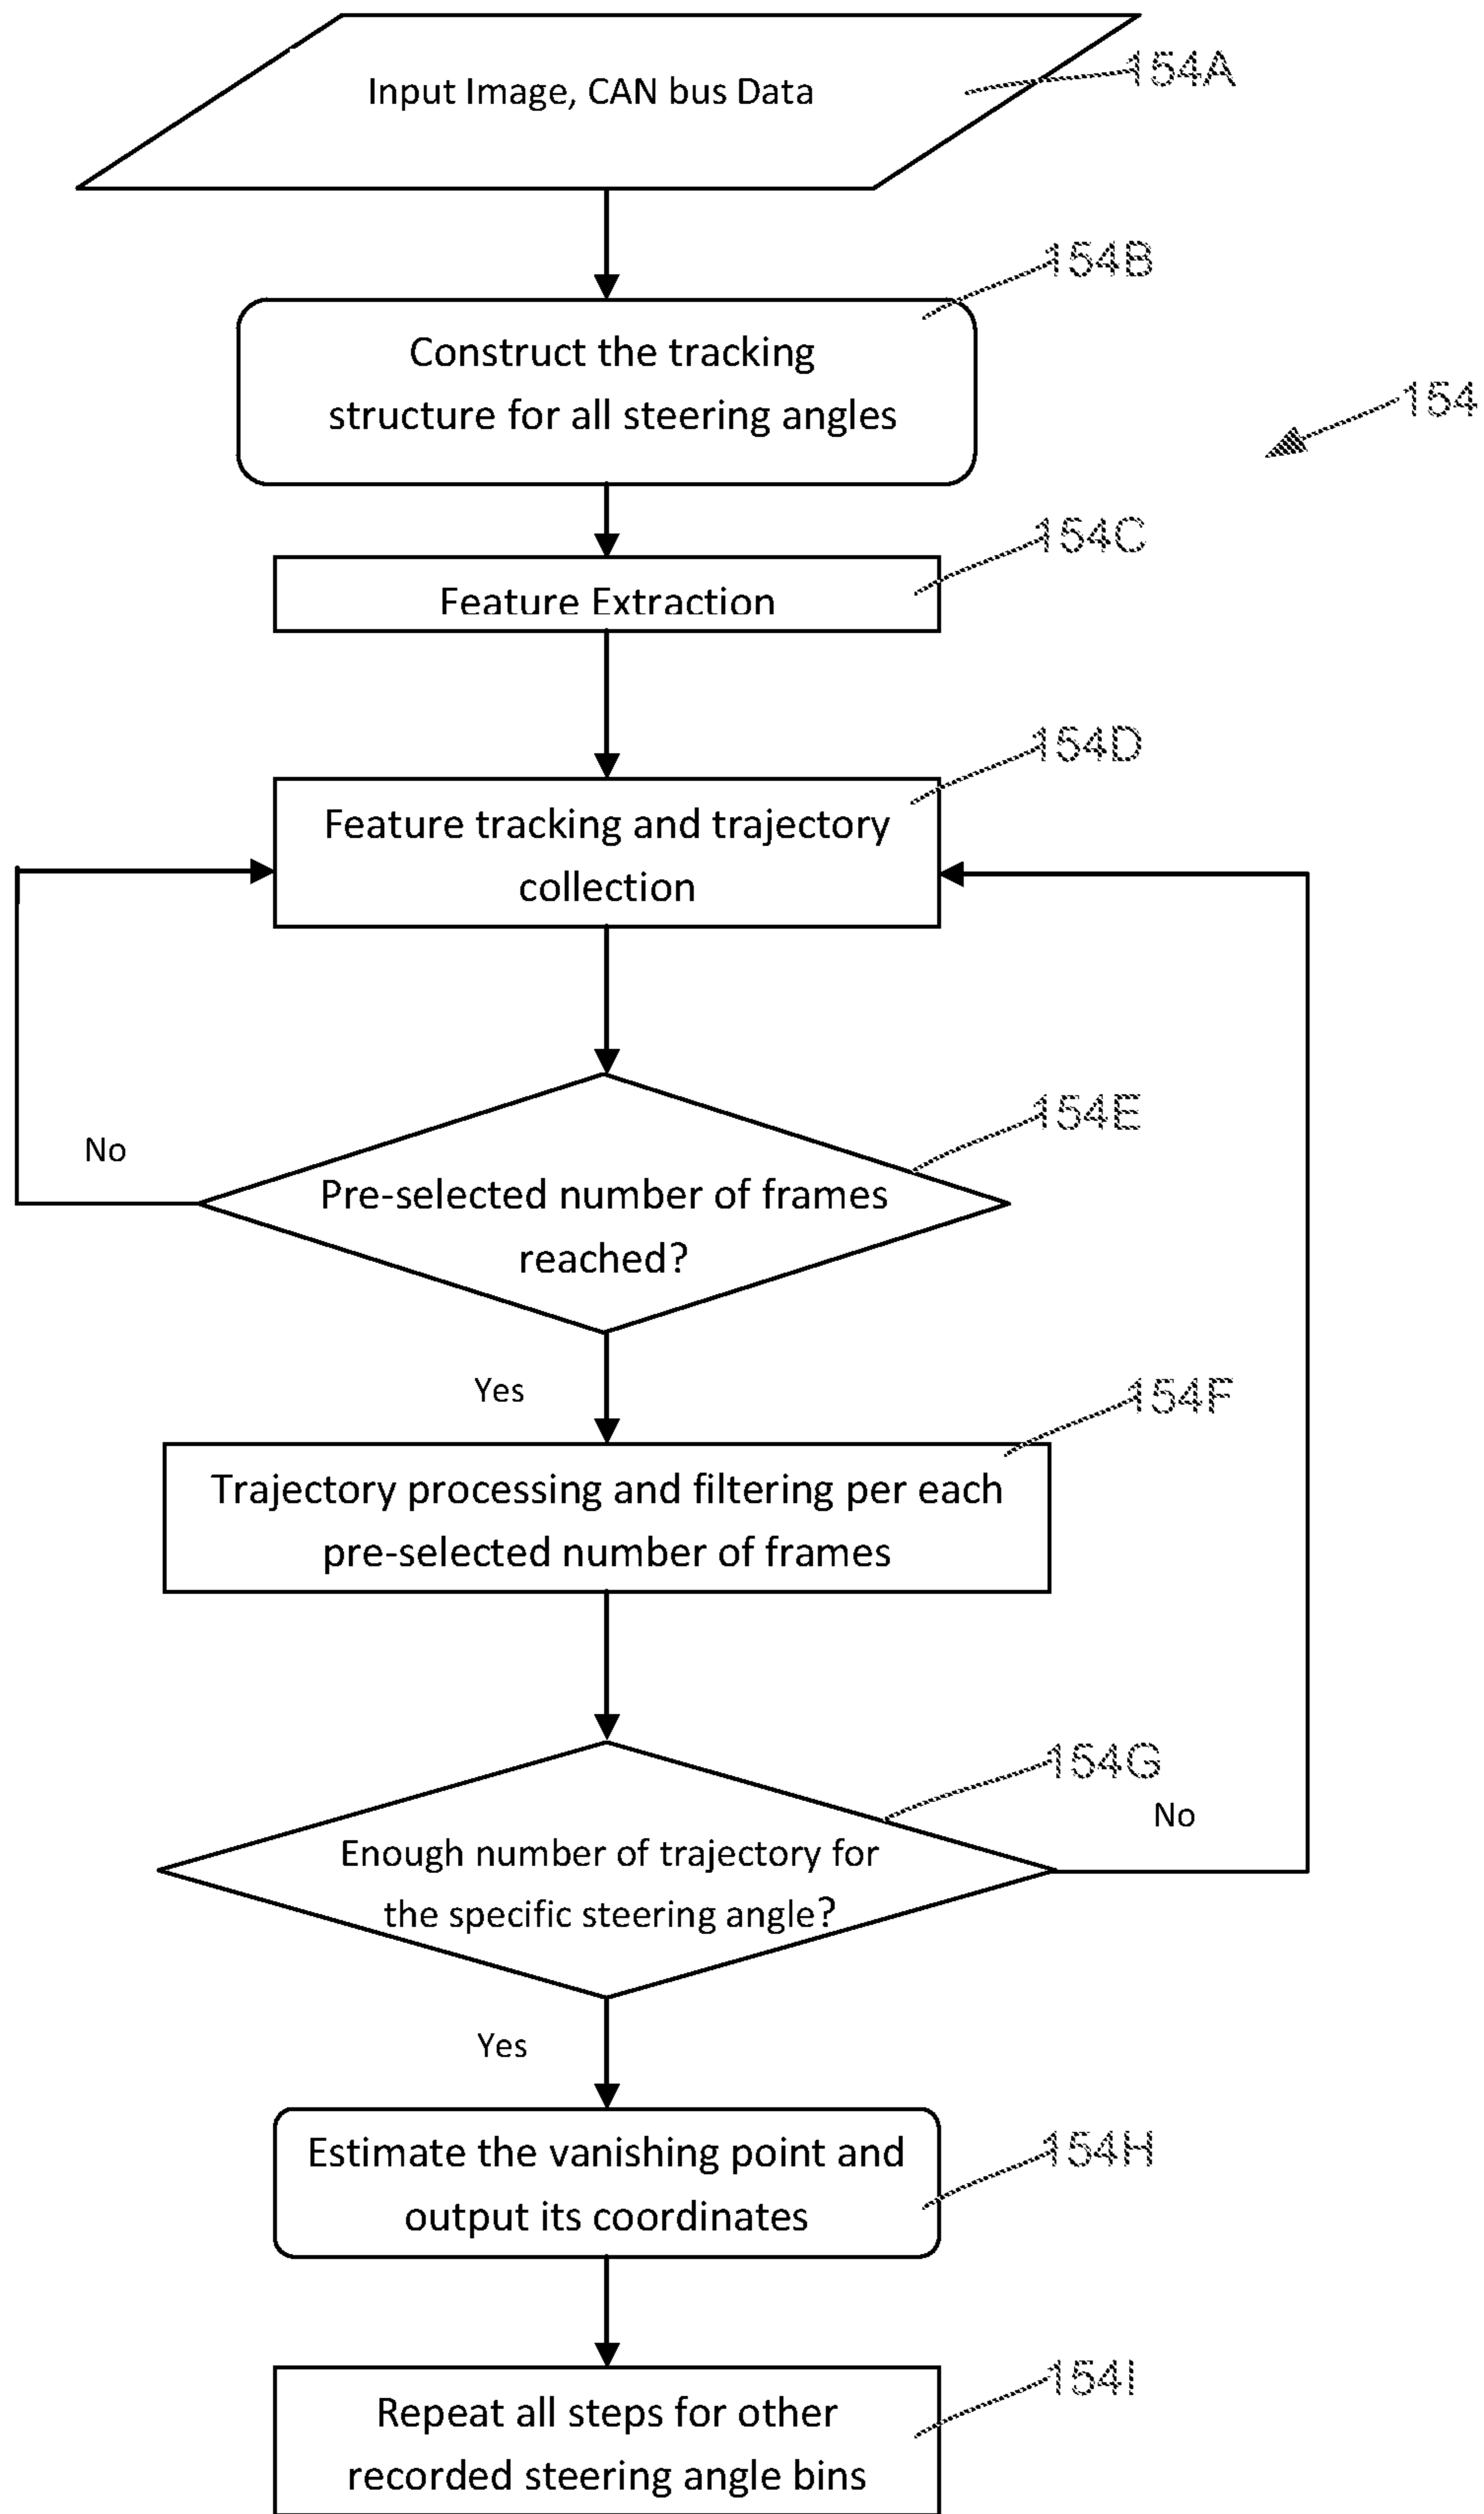 Input Image, CAN bus Data
154A
154B
Construct the tracking
structure for all steering angles
154
154C
Feature Extraction
154D
Feature tracking and trajectory
collection
154E
No
Pre-selected number of frames
reached?
Yes
154F
Trajectory processing and filtering per each
pre-selected number of frames
154G
No
Enough number of trajectory for
the specific steering angle?
Yes
154H
Estimate the vanishing point and
output its coordinates
154I
Repeat all steps for other
recorded steering angle bins